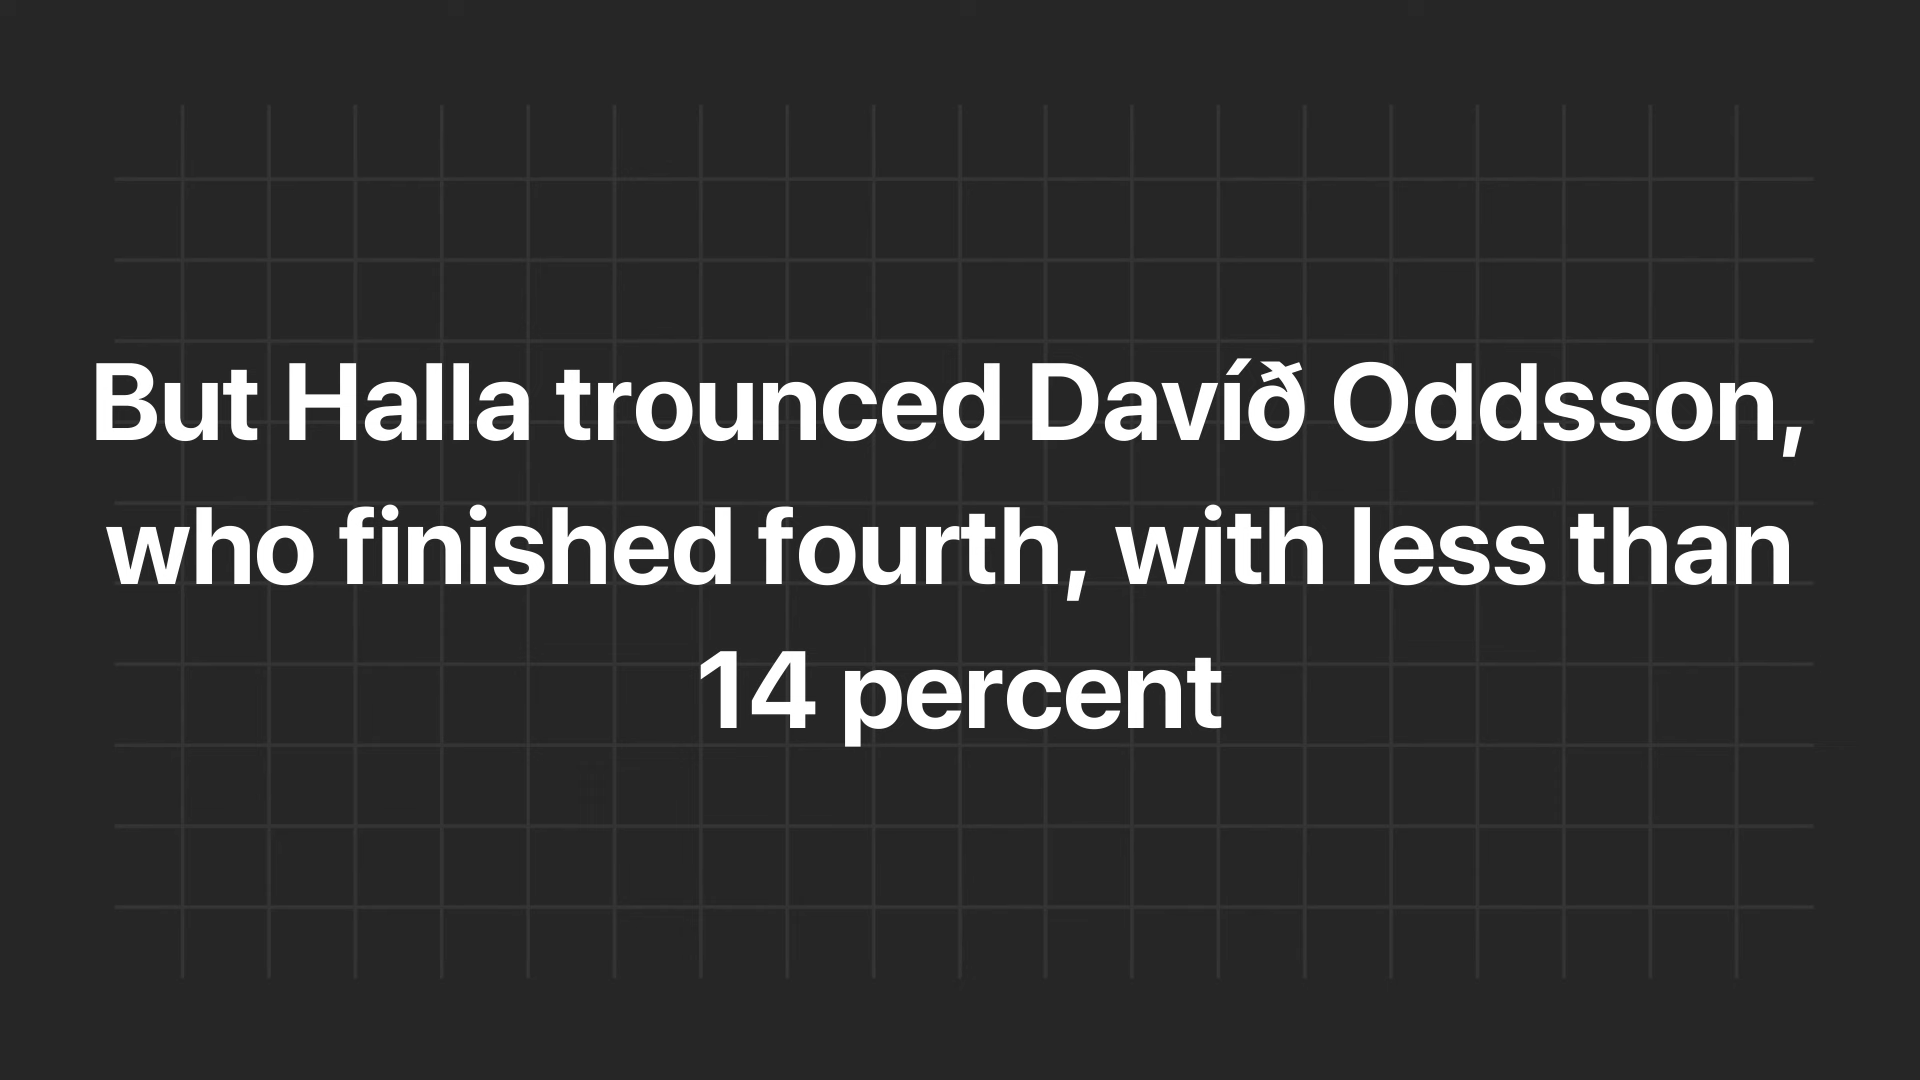 But Halla trounced Davíð Oddsson,
who finished fourth, with less than
14 percent